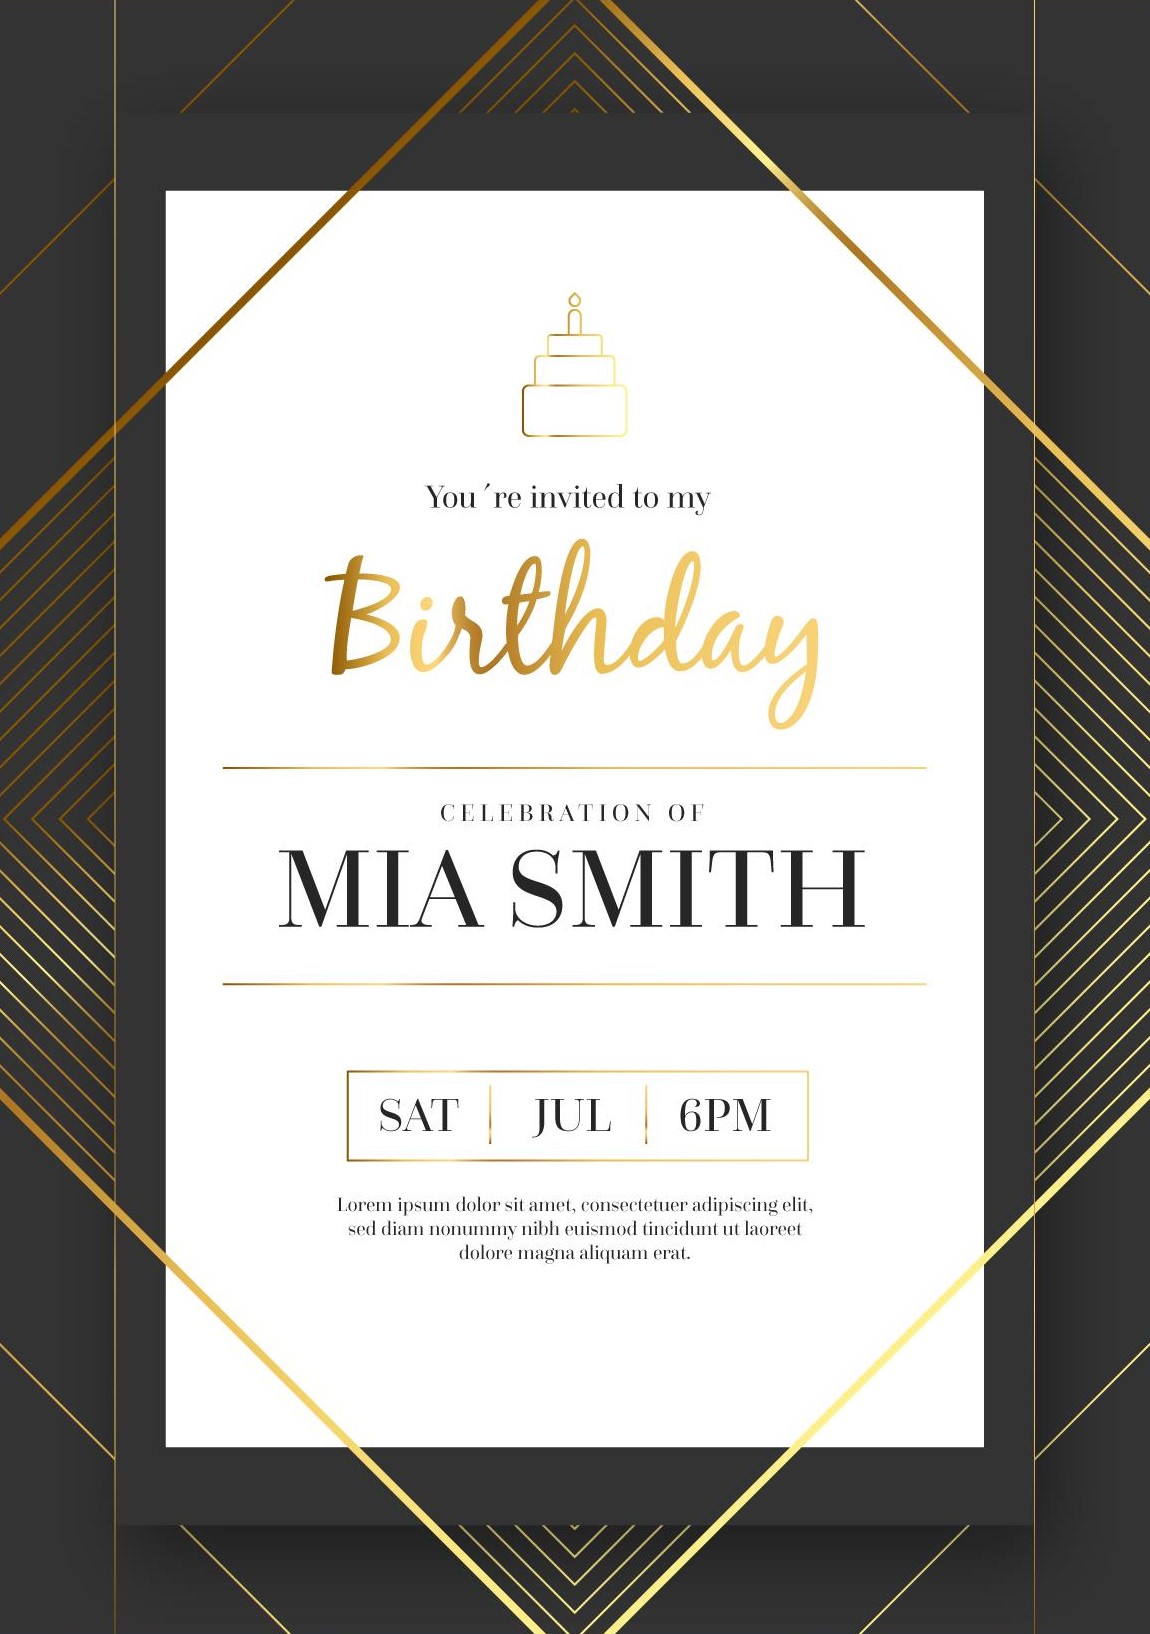 You ´re invited to my
Birthday
CELEBRATION OF
MIA SMITH
SAT JUL 6PM
Lorem ipsum dolor sit amet, consectetuer adipiscing elit,
sed diam nonummy nibh euismod tincidunt ut laoreet
dolore magna aliquam erat.